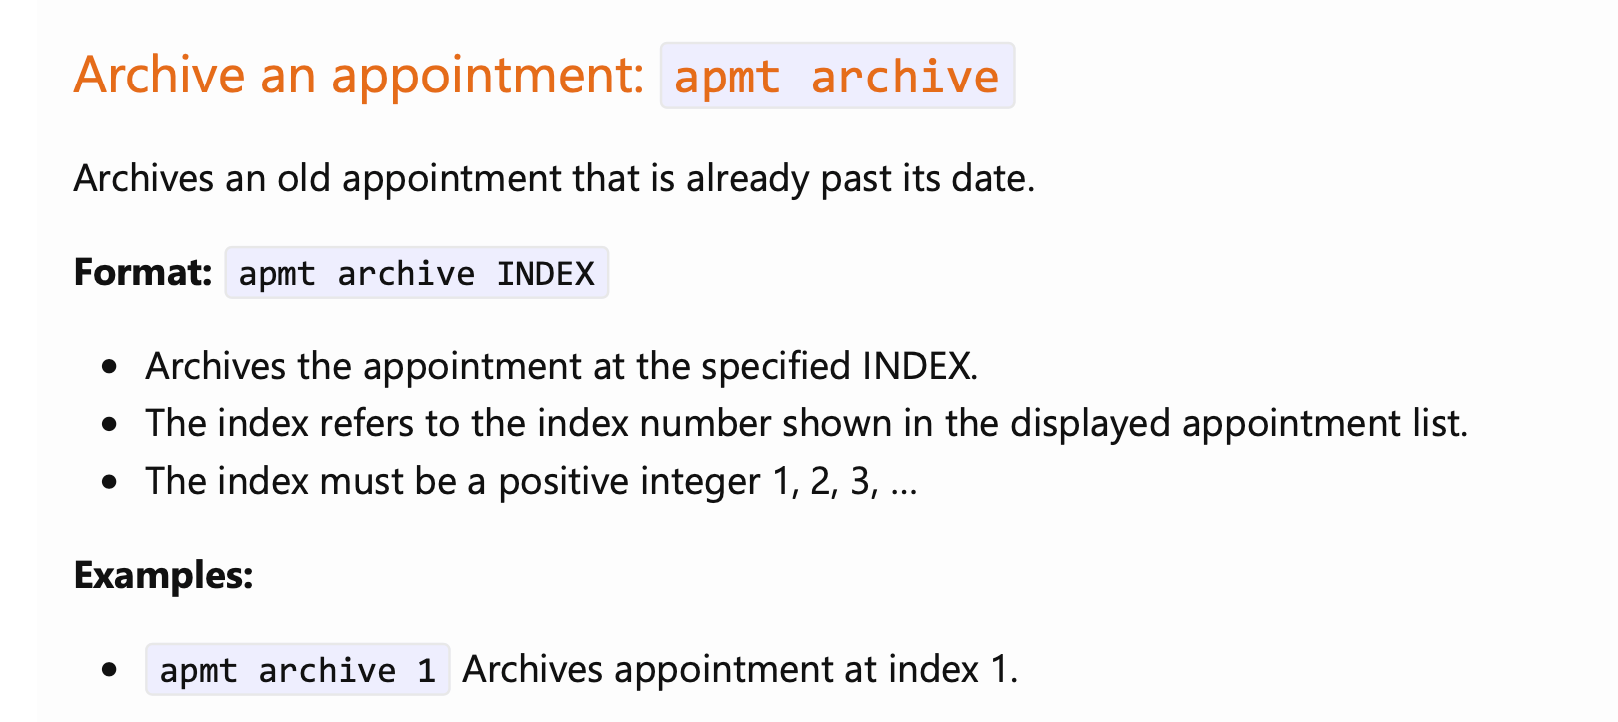 Archive an appointment: apmt archive
Archives an old appointment that is already past its date.
Format: apmt archive INDEX
• Archives the appointment at the specified INDEX.
• The index refers to the index number shown in the displayed appointment list.
• The index must be a positive integer 1, 2, 3, …
Examples:
• apmt archive 1 Archives appointment at index 1.